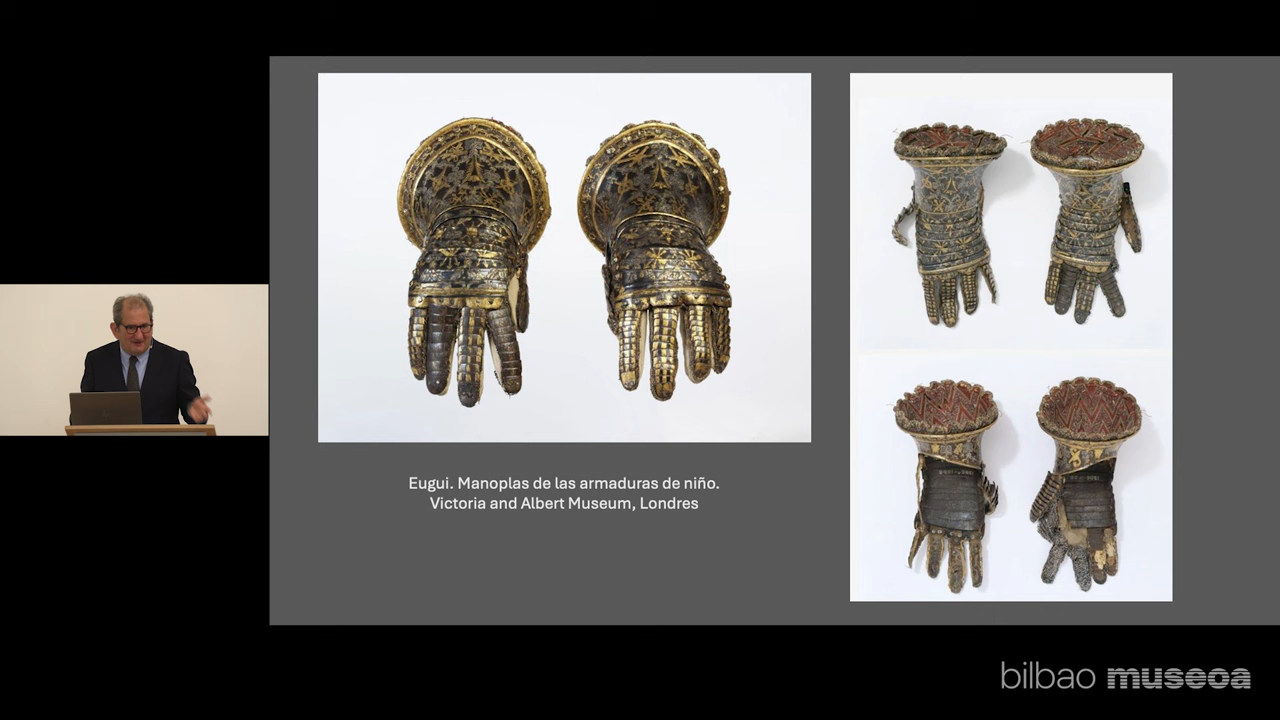 Eugui. Manoplas de las armaduras de niño.
Victoria and Albert Museum, Londres
bilbao museoa